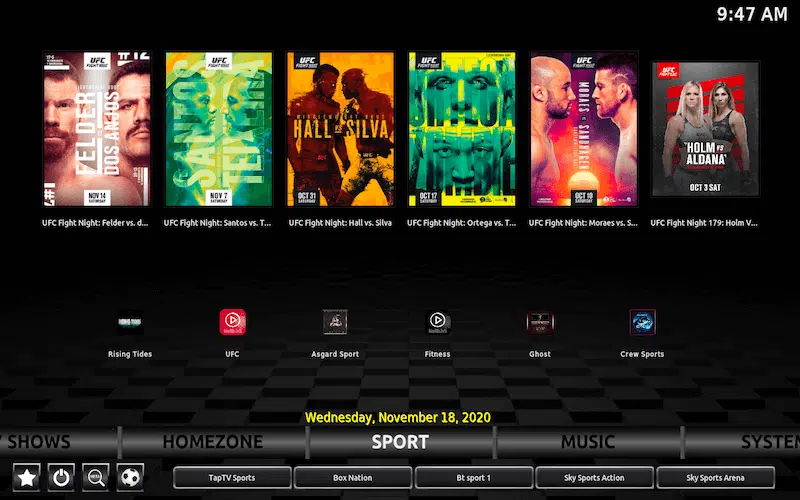 9:47 AM
UFC
FIGHT NIGHT
FELDER
VS
DOS ANJOS
NOV 14
SATURDAY
UFC
FIGHT NIGHT
SANTOS
TEIXEIRA
NOV 7
SATURDAY
UFC
FIGHT NIGHT
MIDDLEWEIGHT BOUT
HALL VS SILVA
OCT 31
SATURDAY
UFC
FIGHT NIGHT
ORTEGA
OCT 17
SATURDAY
UFC
FIGHT NIGHT
MORAES
VS
SANDHAGEN
OCT 10
SATURDAY
UFC
FIGHT NIGHT
HOLM VS
ALDANA
OCT 3 SAT
UFC Fight Night: Felder vs. d...
UFC Fight Night: Santos vs. T...
UFC Fight Night: Hall vs. Silva
UFC Fight Night: Ortega vs. T...
UFC Fight Night: Moraes vs. S...
UFC Fight Night 179: Holm V...
Rising Tides
UFC
Asgard Sport
Fitness
Ghost
Crew Sports
Wednesday, November 18, 2020
SHOWS
HOMEZONE
SPORT
MUSIC
SYSTEM
TapTV Sports
Box Nation
Bt sport 1
Sky Sports Action
Sky Sports Arena